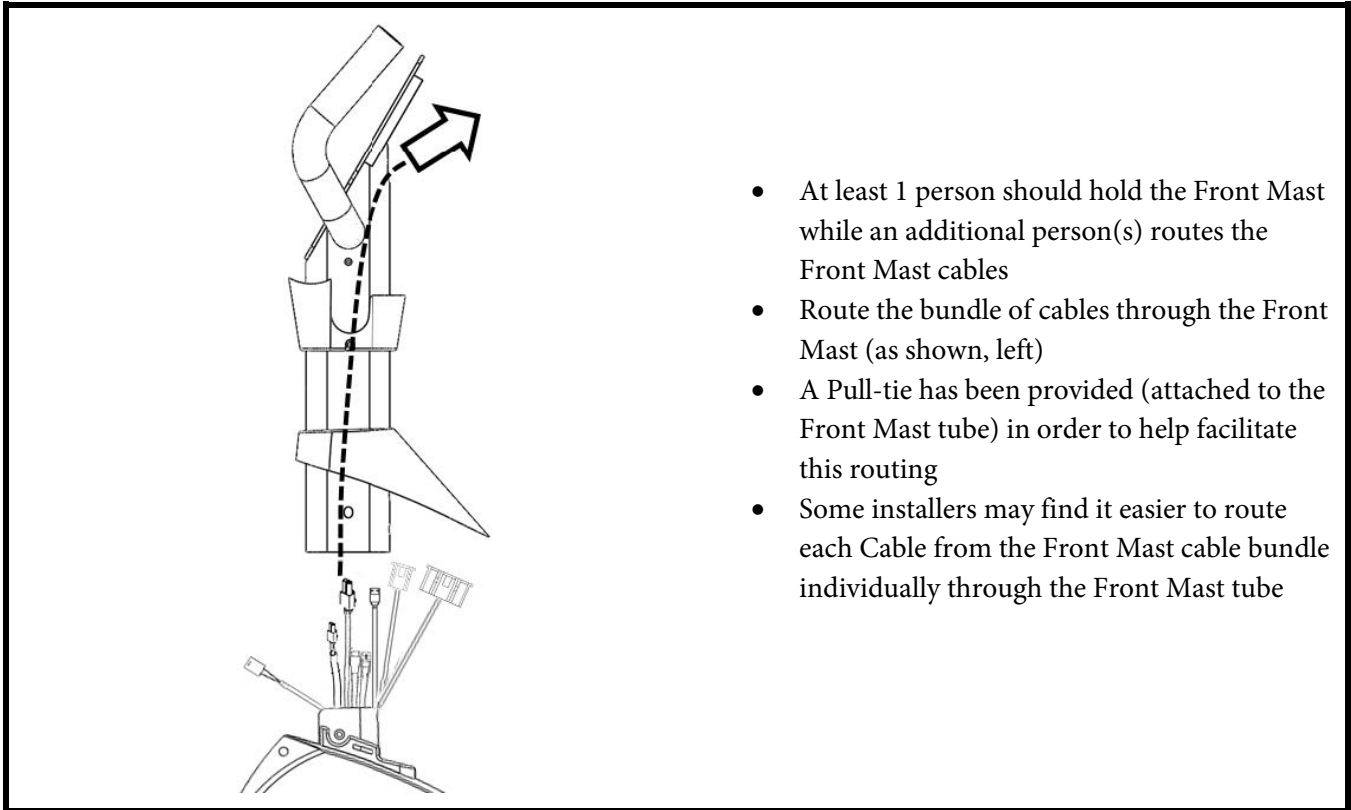 • At least 1 person should hold the Front Mast
while an additional person(s) routes the
Front Mast cables
• Route the bundle of cables through the Front
Mast (as shown, left)
• A Pull-tie has been provided (attached to the
Front Mast tube) in order to help facilitate
this routing
• Some installers may find it easier to route
each Cable from the Front Mast cable bundle
individually through the Front Mast tube